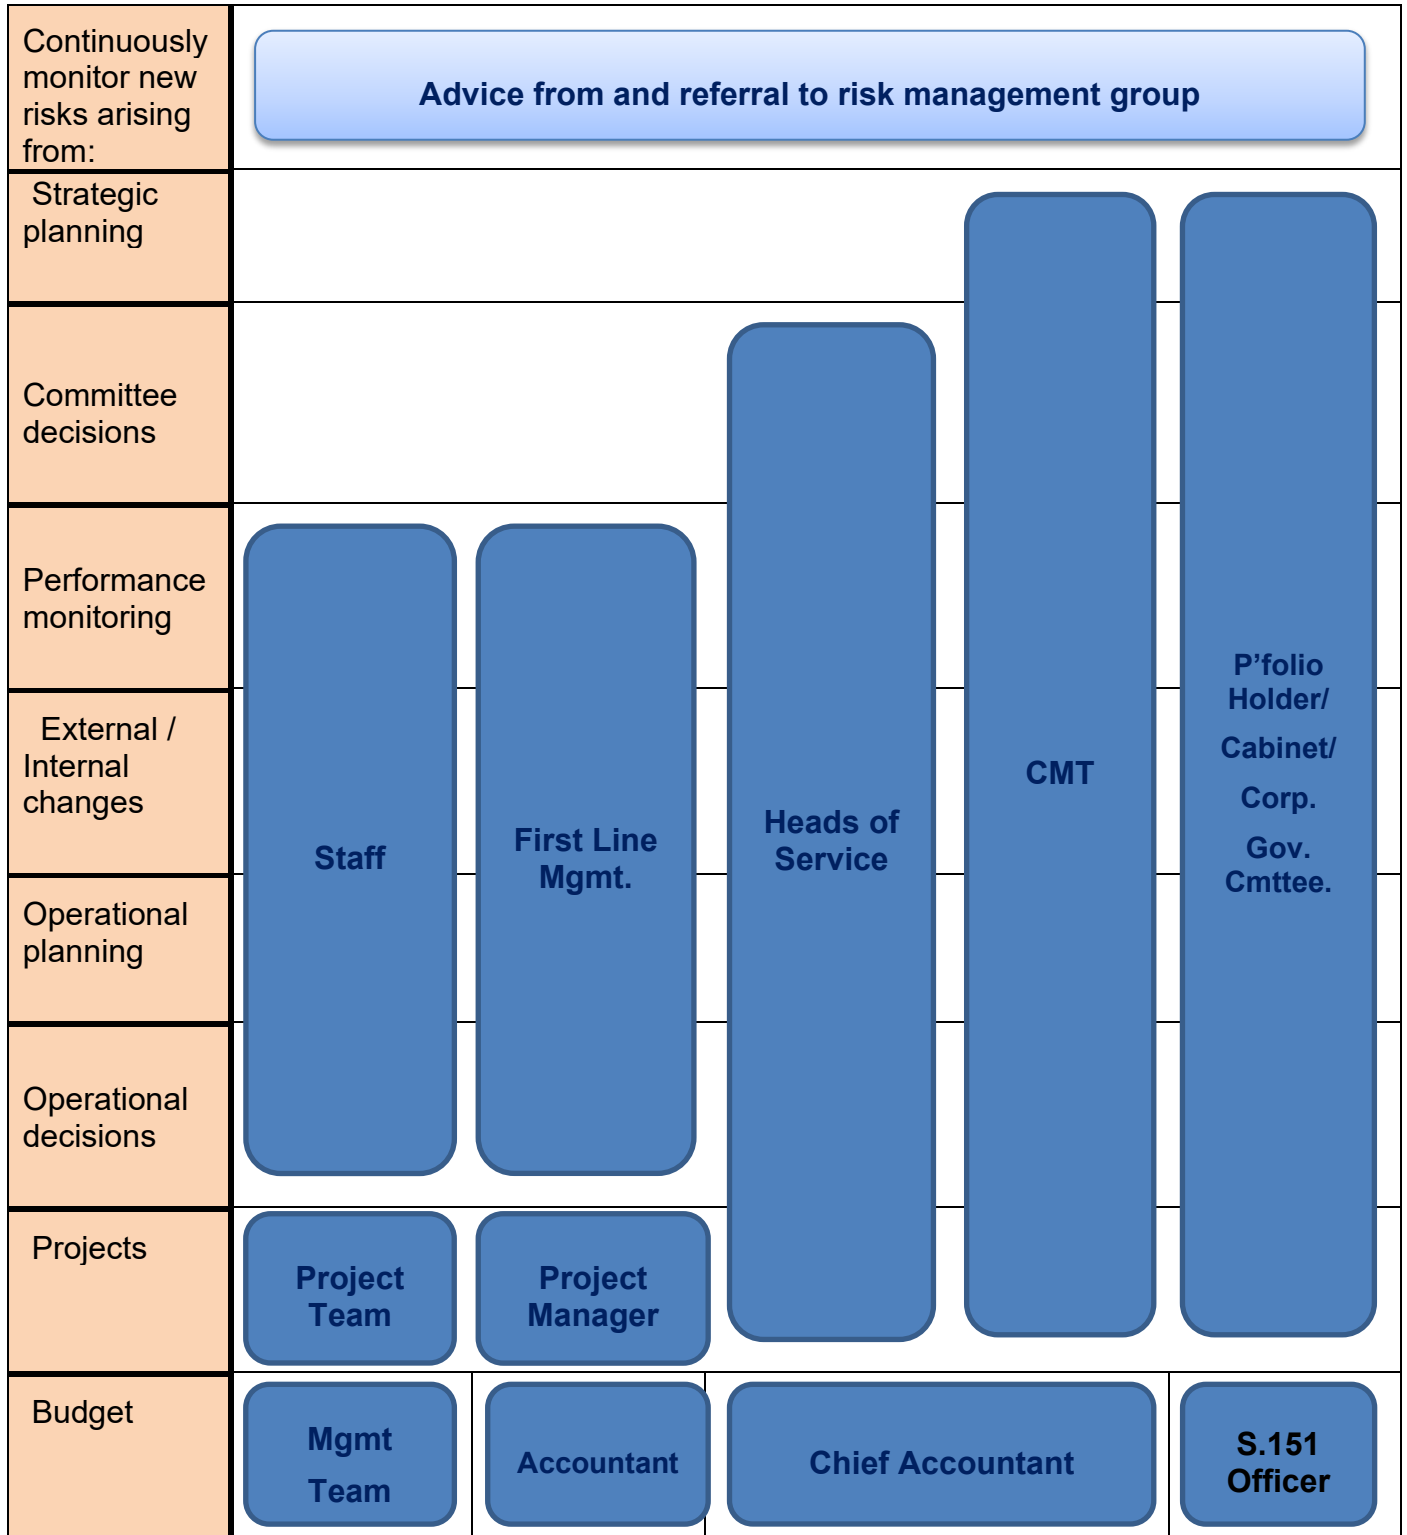 Continuously
monitor new
risks arising
from:
Advice from and referral to risk management group
Strategic
planning
Committee
decisions
Performance
monitoring
External /
Internal
changes
Operational
planning
Operational
decisions
Staff
First Line
Mgmt.
Heads of
Service
CMT
P’folio
Holder/
Cabinet/
Corp.
Gov.
Cmttee.
Projects
Project
Team
Project
Manager
Budget
Mgmt
Team
Accountant
Chief Accountant
S.151
Officer